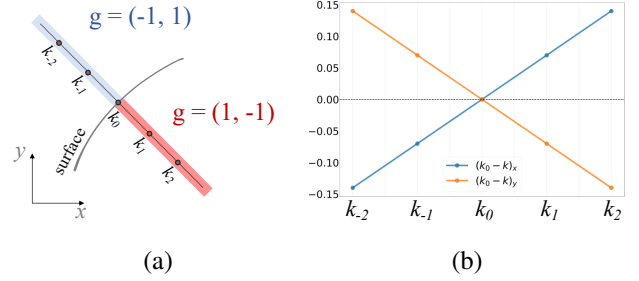 g = (-1, 1)
k-2
k-1
k0
g = (1, -1)
k1
k2
surface
y
x
(a)
0.15
0.10
0.05
0.00
−0.05
−0.10
−0.15
(k₀ − k)ₓ
(k₀ − k)ᵧ
k-2 k-1 k0 k1 k2
(b)